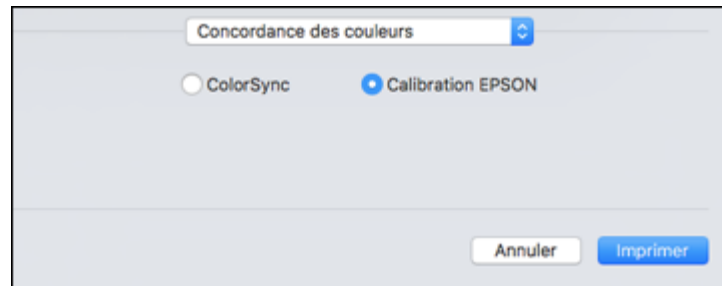 Concordance des couleurs
ColorSync Calibration EPSON
Annuler Imprimer